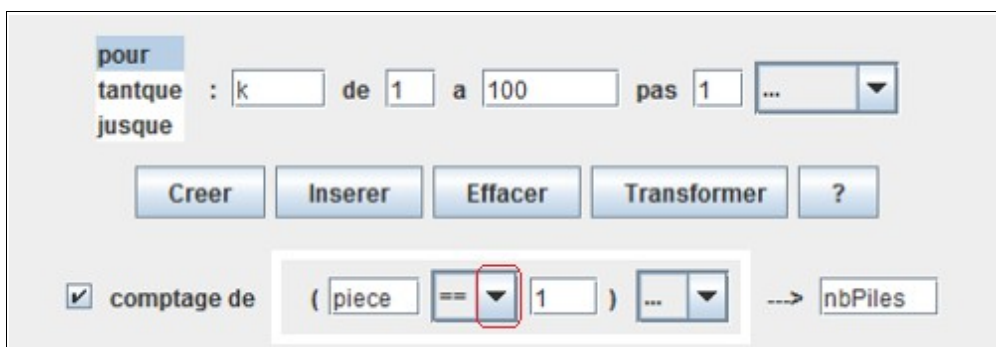 pour
tantque : k de 1 a 100 pas 1 ...
jusque
Creer Inserer Effacer Transformer ?
comptage de ( piece == 1 ) ... ---> nbPiles